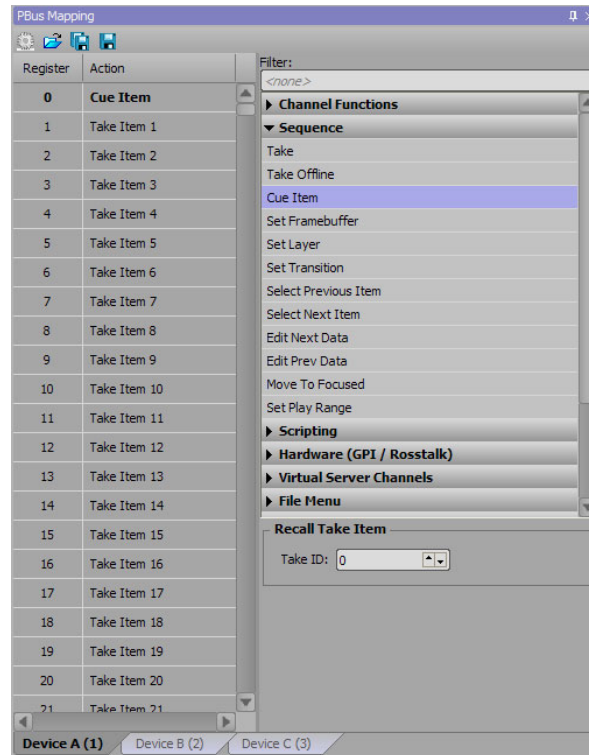 PBus Mapping
Register Action
0 Cue Item
1 Take Item 1
2 Take Item 2
3 Take Item 3
4 Take Item 4
5 Take Item 5
6 Take Item 6
7 Take Item 7
8 Take Item 8
9 Take Item 9
10 Take Item 10
11 Take Item 11
12 Take Item 12
13 Take Item 13
14 Take Item 14
15 Take Item 15
16 Take Item 16
17 Take Item 17
18 Take Item 18
19 Take Item 19
20 Take Item 20
21 Take Item 21
Filter:
<none>
Channel Functions
Sequence
Take
Take Offline
Cue Item
Set Framebuffer
Set Layer
Set Transition
Select Previous Item
Select Next Item
Edit Next Data
Edit Prev Data
Move To Focused
Set Play Range
Scripting
Hardware (GPI / Rosstalk)
Virtual Server Channels
File Menu
Recall Take Item
Take ID: 0
Device A (1) Device B (2) Device C (3)